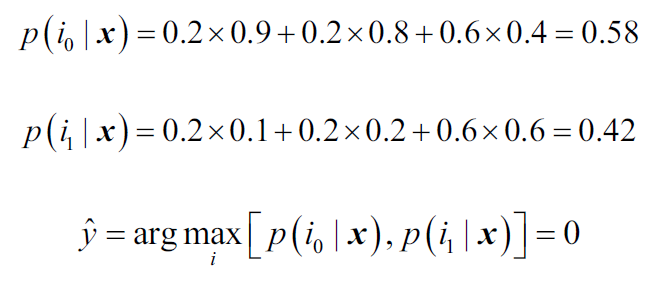 p(i₀ | x) = 0.2×0.9+0.2×0.8+0.6×0.4 = 0.58
p(i₁ | x) = 0.2×0.1+0.2×0.2+0.6×0.6 = 0.42
ŷ = arg max_i [p(i₀ | x), p(i₁ | x)] = 0